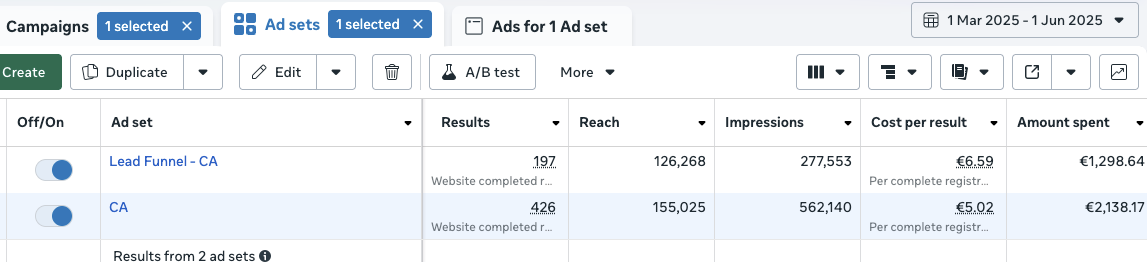 Campaigns 1 selected × Ad sets 1 selected × Ads for 1 Ad set 1 Mar 2025 - 1 Jun 2025
Create Duplicate Edit A/B test More
Off/On Ad set Results Reach Impressions Cost per result Amount spent
Lead Funnel - CA 197 126,268 277,553 €6.59 €1,298.64
Website completed r... Per complete registr...
CA 426 155,025 562,140 €5.02 €2,138.17
Website completed r... Per complete registr...
Results from 2 ad sets